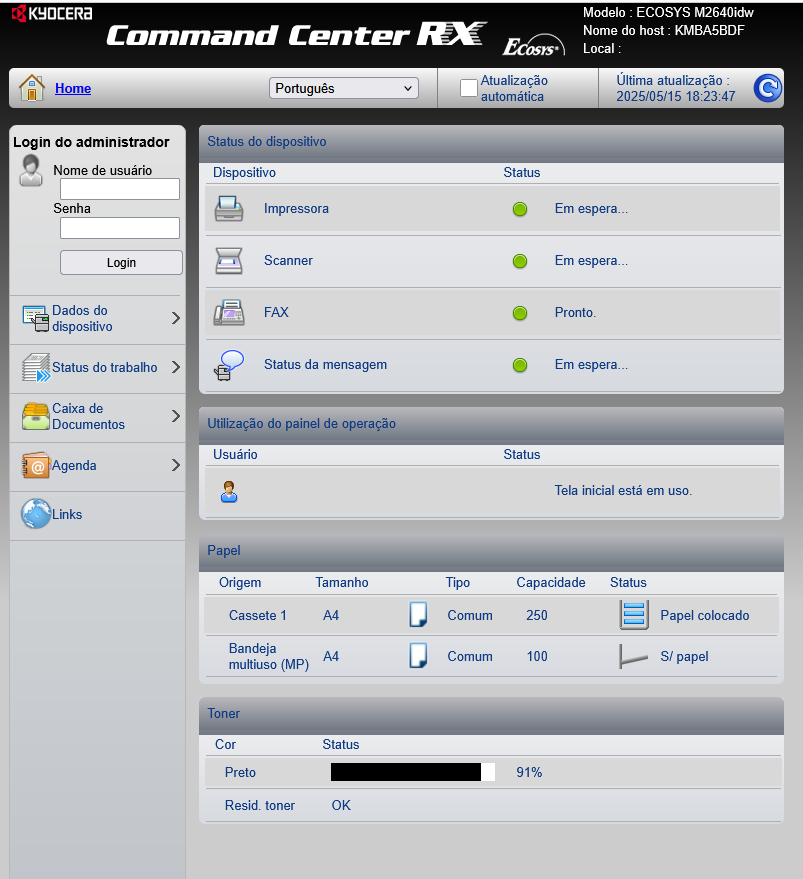 KYOCERA
Command Center RX
Ecosys
Modelo : ECOSYS M2640idw
Nome do host : KMBA5BDF
Local :
Home
Português
Atualização
automática
Última atualização :
2025/05/15 18:23:47
Login do administrador
Nome de usuário
Senha
Login
Dados do
dispositivo
Status do trabalho
Caixa de
Documentos
Agenda
Links
Status do dispositivo
Dispositivo Status
Impressora Em espera...
Scanner Em espera...
FAX Pronto.
Status da mensagem Em espera...
Utilização do painel de operação
Usuário Status
Tela inicial está em uso.
Papel
Origem Tamanho Tipo Capacidade Status
Cassete 1 A4 Comum 250 Papel colocado
Bandeja
multiuso (MP) A4 Comum 100 S/ papel
Toner
Cor Status
Preto 91%
Resid. toner OK